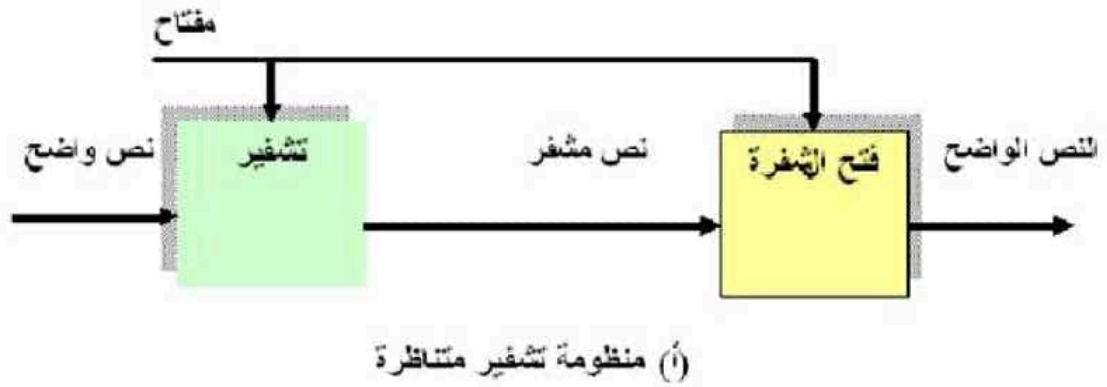 مفتاح
نص واضح
تشفير
نص مشفر
فتح الشفرة
النص الواضح
(أ) منظومة تشفير متناظرة